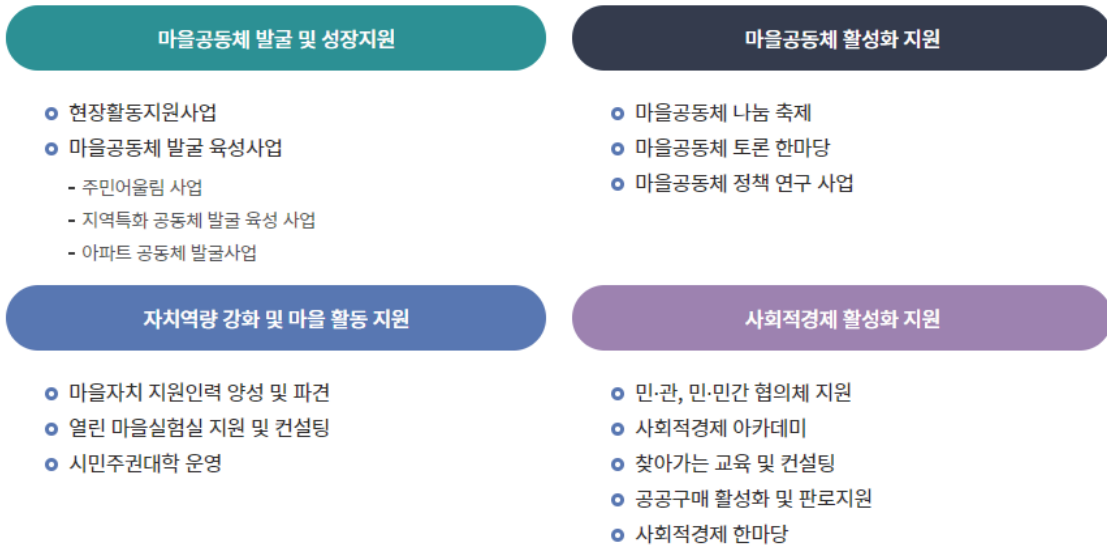 마을공동체 발굴 및 성장지원
현장활동지원사업
마을공동체 발굴 육성사업
- 주민어울림 사업
- 지역특화 공동체 발굴 육성 사업
- 아파트 공동체 발굴사업
마을공동체 활성화 지원
마을공동체 나눔 축제
마을공동체 토론 한마당
마을공동체 정책 연구 사업
자치역량 강화 및 마을 활동 지원
마을자치 지원인력 양성 및 파견
열린 마을실험실 지원 및 컨설팅
시민주권대학 운영
사회적경제 활성화 지원
민·관, 민·민간 협의체 지원
사회적경제 아카데미
찾아가는 교육 및 컨설팅
공공구매 활성화 및 판로지원
사회적경제 한마당